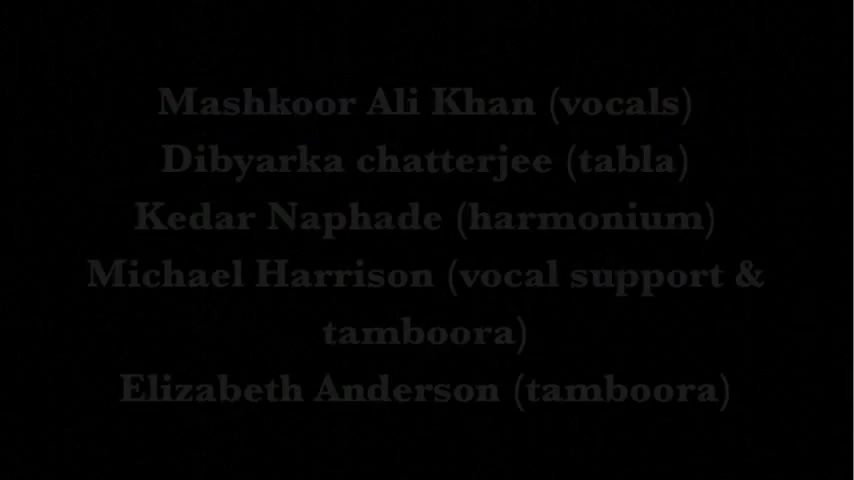 Mashkoor Ali Khan (vocals)
Dibyarka chatterjee (tabla)
Kedar Naphade (harmonium)
Michael Harrison (vocal support &
tamboora)
Elizabeth Anderson (tamboora)